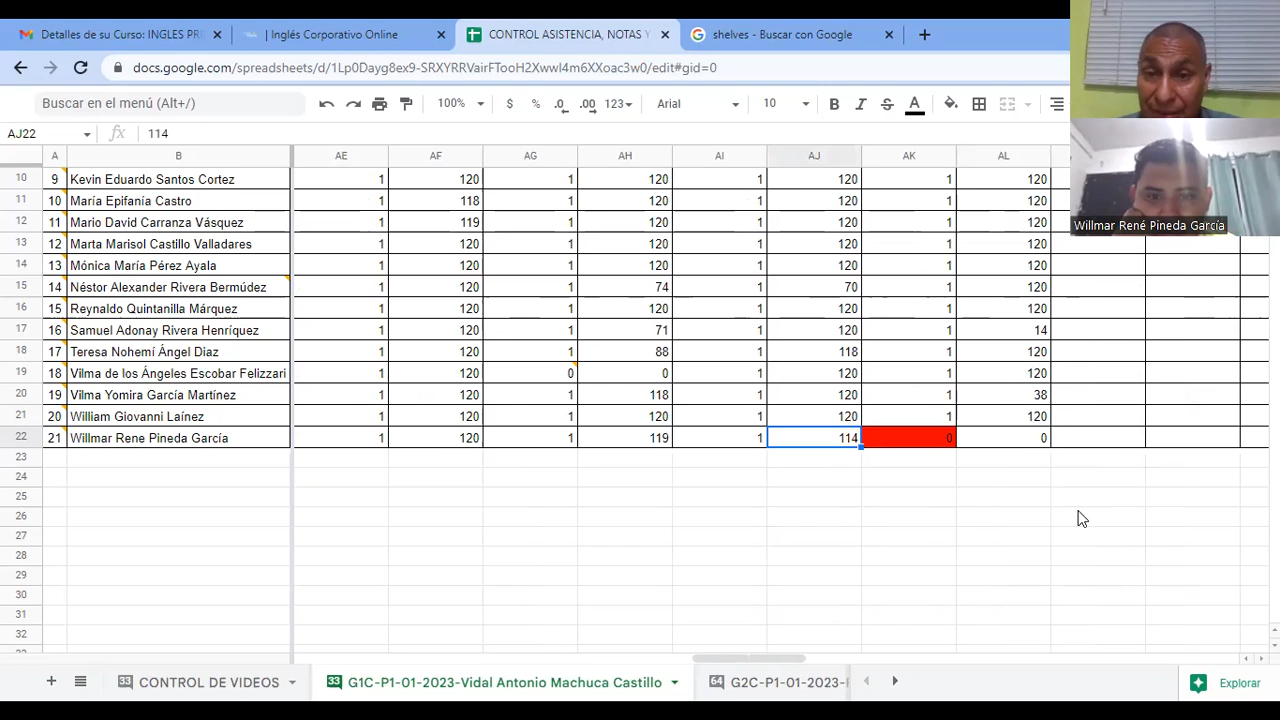 Detalles de su Curso: INGLES PRE
| Inglés Corporativo Online
CONTROL ASISTENCIA, NOTAS Y
shelves - Buscar con Google
docs.google.com/spreadsheets/d/
/edit#gid=0
Buscar en el menú (Alt+/)
100% $ % .0 .00 123 Arial 10 B I S A
AJ22 fx 114
A B AE AF AG AH AI AJ AK AL
10 9 Kevin Eduardo Santos Cortez 1 120 1 120 1 120 1 120
11 10 María Epifanía Castro 1 118 1 120 1 120 1 120
12 11 Mario David Carranza Vásquez 1 119 1 120 1 120 1 120
13 12 Marta Marisol Castillo Valladares 1 120 1 120 1 120 1 120
14 13 Mónica María Pérez Ayala 1 120 1 120 1 120 1 120
15 14 Néstor Alexander Rivera Bermúdez 1 120 1 74 1 70 1 120
16 15 Reynaldo Quintanilla Márquez 1 120 1 120 1 120 1 120
17 16 Samuel Adonay Rivera Henríquez 1 120 1 71 1 120 1 14
18 17 Teresa Nohemí Ángel Diaz 1 120 1 88 1 118 1 120
19 18 Vilma de los Ángeles Escobar Felizzari 1 120 0 0 1 120 1 120
20 19 Vilma Yomira García Martínez 1 120 1 118 1 120 1 38
21 20 William Giovanni Laínez 1 120 1 120 1 120 1 120
22 21 Willmar Rene Pineda García 1 120 1 119 1 114 0 0
23
24
25
26
27
28
29
30
31
32
Willmar René Pineda García
33 CONTROL DE VIDEOS
33 G1C-P1-01-2023-Vidal Antonio Machuca Castillo
64 G2C-P1-01-2023-
Explorar